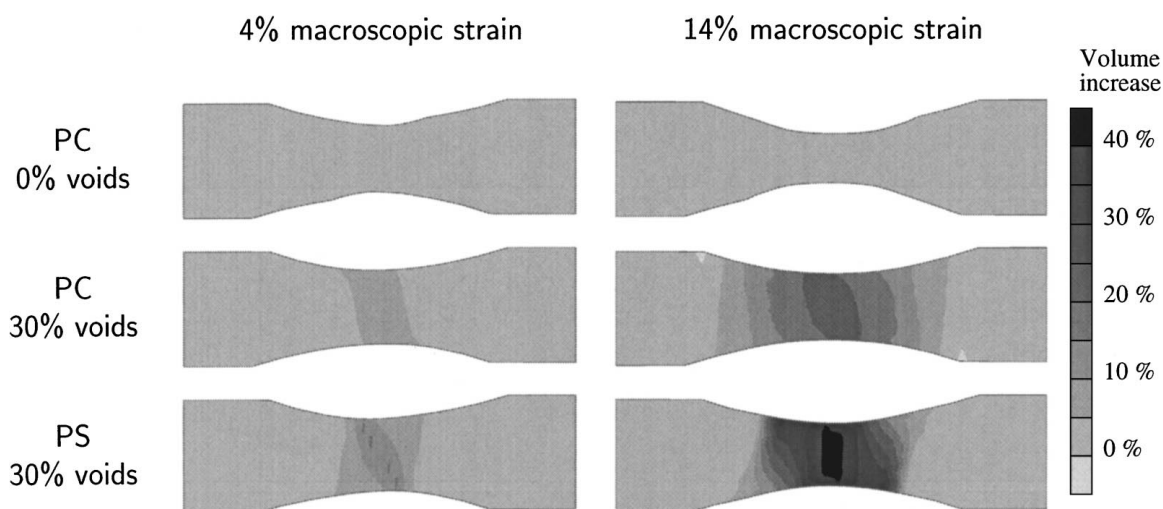 4% macroscopic strain
14% macroscopic strain
Volume
increase
PC
0% voids
PC
30% voids
PS
30% voids
40 %
30 %
20 %
10 %
0 %